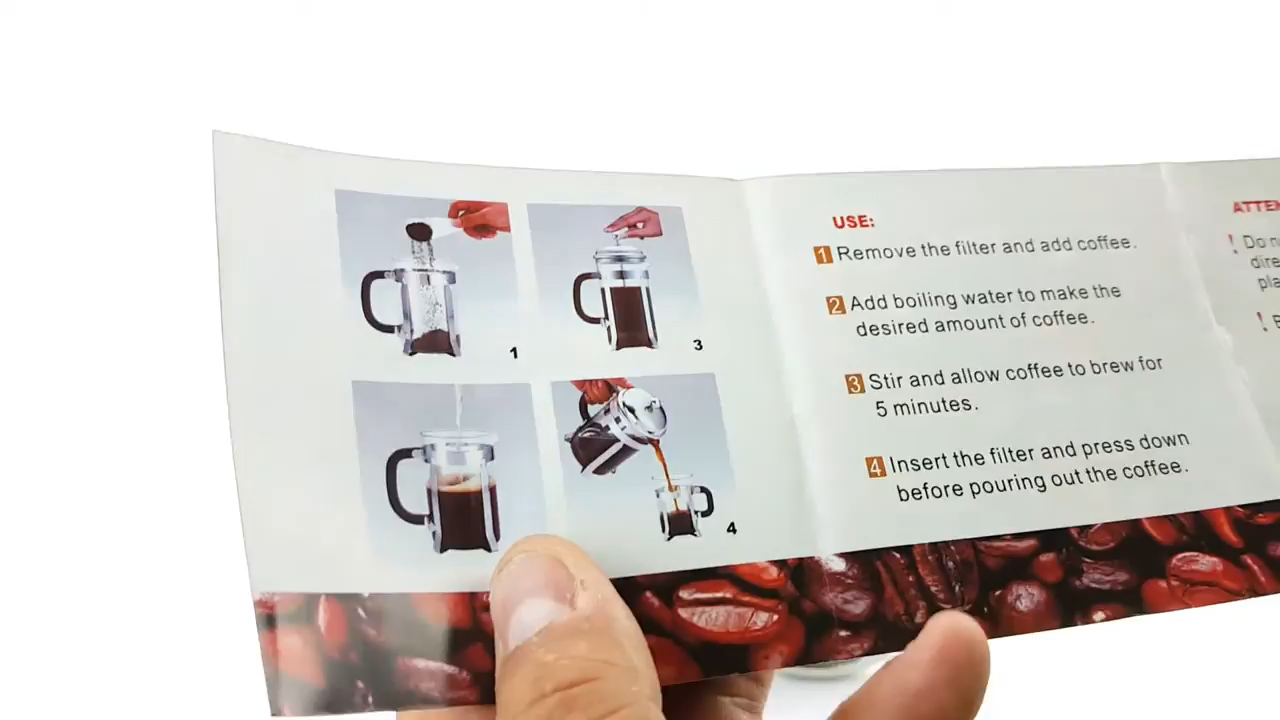 1
3
4
USE:
1 Remove the filter and add coffee.
2 Add boiling water to make the
desired amount of coffee.
3 Stir and allow coffee to brew for
5 minutes.
4 Insert the filter and press down
before pouring out the coffee.
! Do
!